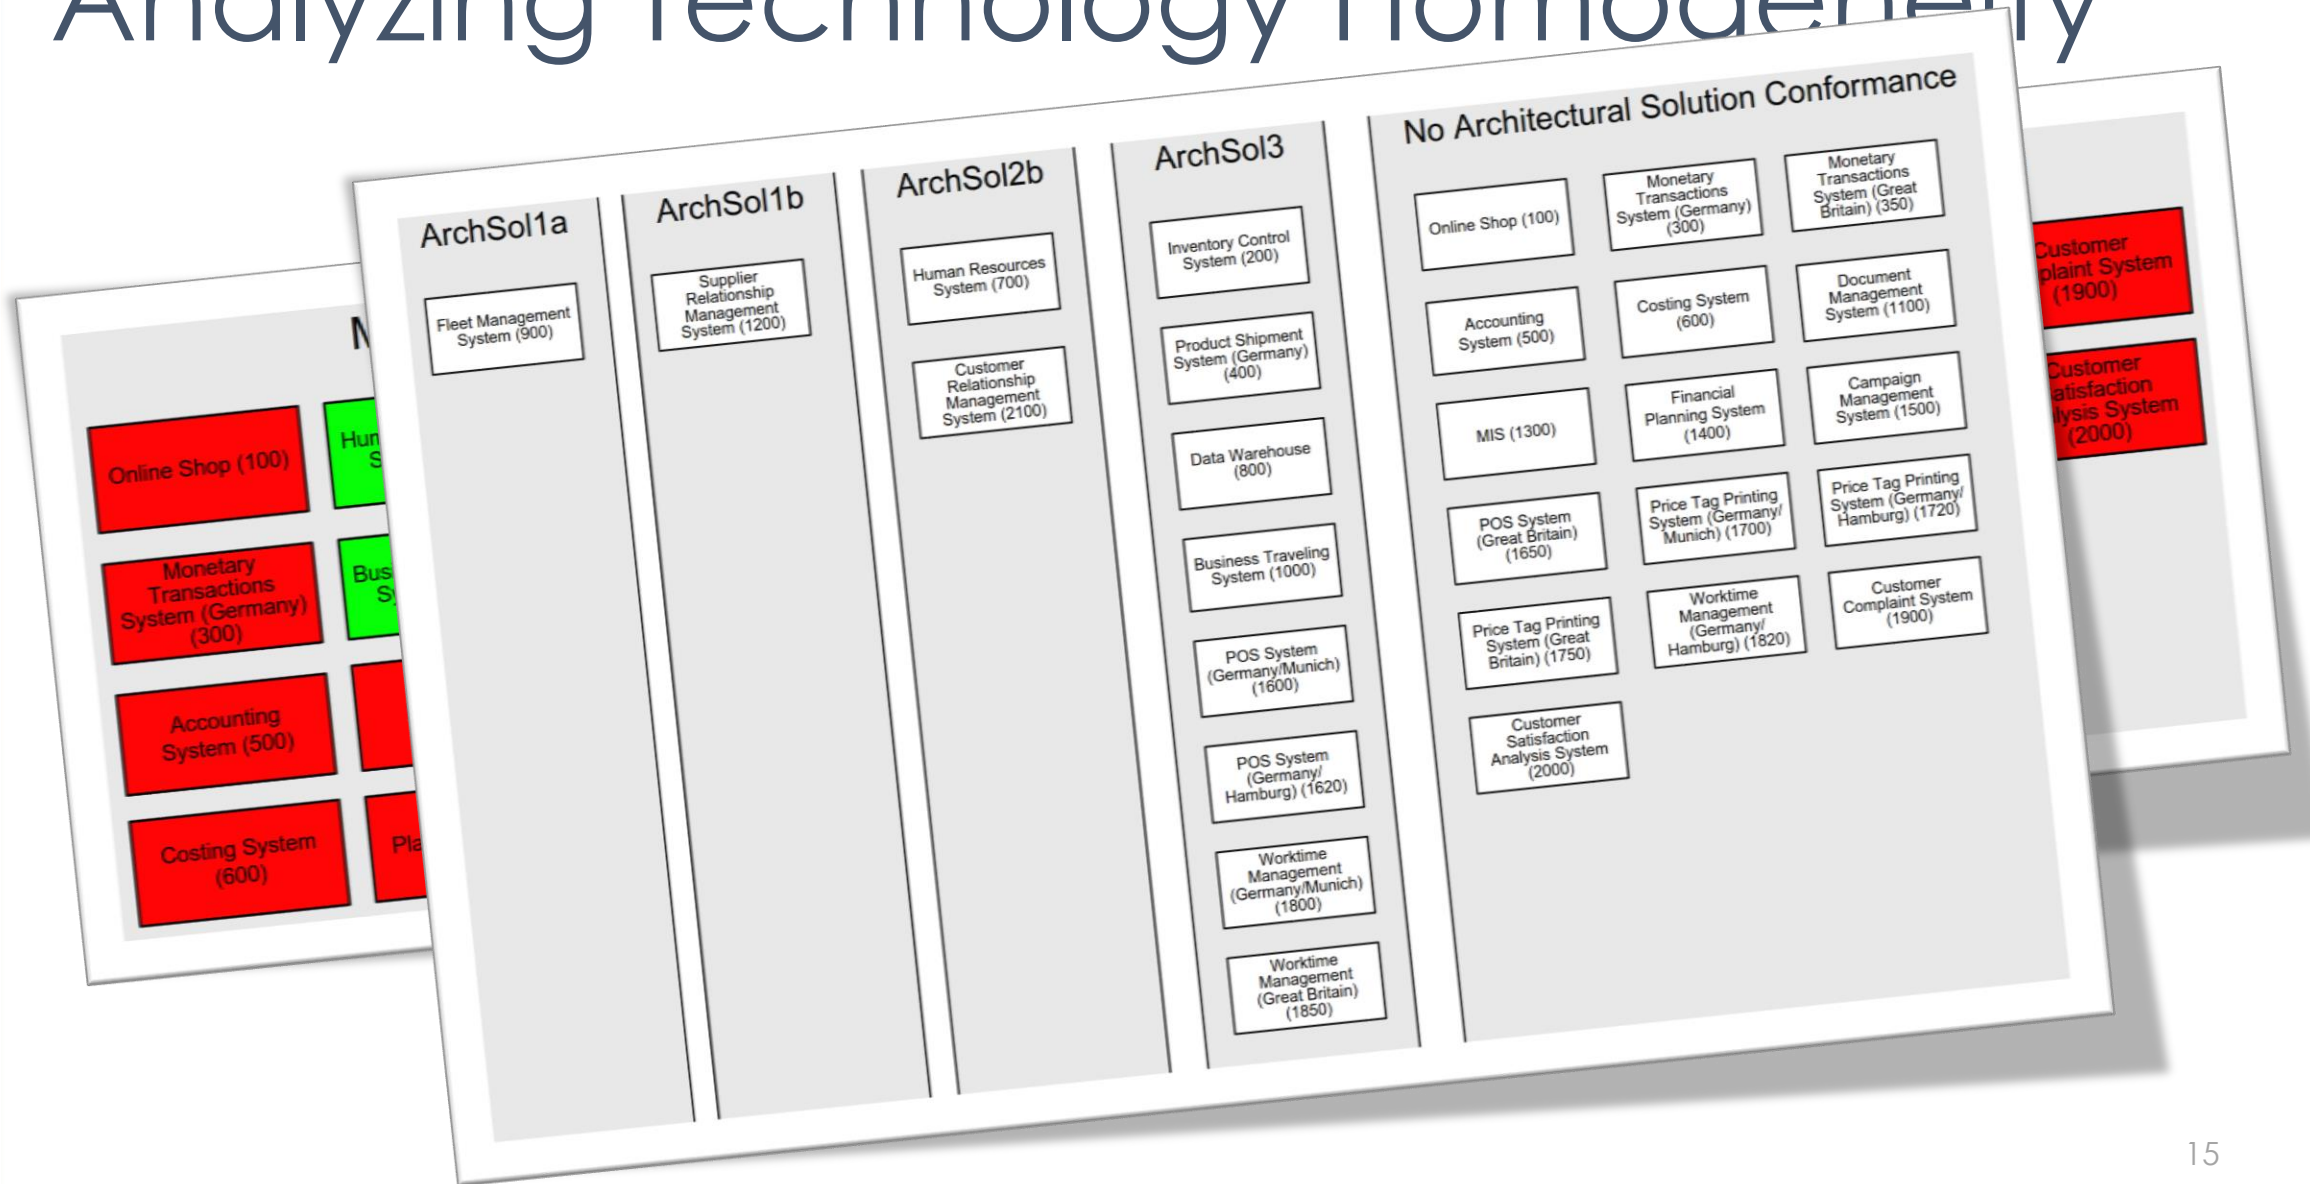 Analyzing Technology Homogeneity
ArchSol1a
Fleet Management
System (900)
ArchSol1b
Supplier
Relationship
Management
System (1200)
ArchSol2b
Human Resources
System (700)
Customer
Relationship
Management
System (2100)
ArchSol3
Inventory Control
System (200)
Product Shipment
System (Germany)
(400)
Data Warehouse
(800)
Business Traveling
System (1000)
POS System
(Germany/Munich)
(1600)
POS System
(Germany/
Hamburg) (1620)
Worktime
Management
(Germany/Munich)
(1800)
Worktime
Management
(Great Britain)
(1850)
No Architectural Solution Conformance
Online Shop (100)
Monetary
Transactions
System (Germany)
(300)
Monetary
Transactions
System (Great
Britain) (350)
Accounting
System (500)
Costing System
(600)
Document
Management
System (1100)
MIS (1300)
Financial
Planning System
(1400)
Campaign
Management
System (1500)
POS System
(Great Britain)
(1650)
Price Tag Printing
System (Germany/
Munich) (1700)
Price Tag Printing
System (Germany/
Hamburg) (1720)
Price Tag Printing
System (Great
Britain) (1750)
Worktime
Management
(Germany/
Hamburg) (1820)
Customer
Complaint System
(1900)
Customer
Satisfaction
Analysis System
(2000)
Online Shop (100)
Monetary
Transactions
System (Germany)
(300)
Accounting
System (500)
Costing System
(600)
Customer
plaint System
(1900)
Customer
atisfaction
lysis System
(2000)
15